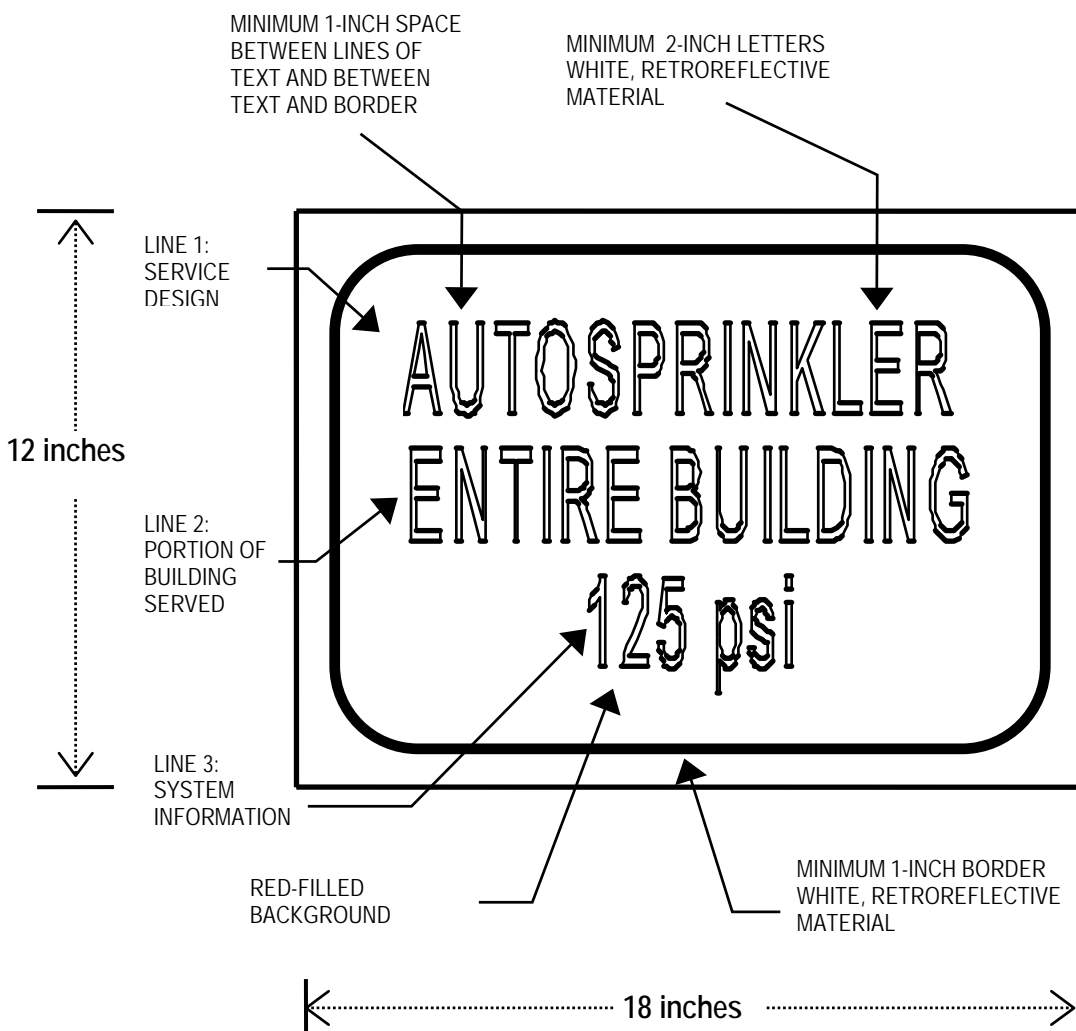 MINIMUM 1-INCH SPACE
BETWEEN LINES OF
TEXT AND BETWEEN
TEXT AND BORDER
MINIMUM 2-INCH LETTERS
WHITE, RETROREFLECTIVE
MATERIAL
LINE 1:
SERVICE
DESIGN
AUTOSPRINKLER
12 inches
ENTIRE BUILDING
LINE 2:
PORTION OF
BUILDING
SERVED
125 psi
LINE 3:
SYSTEM
INFORMATION
RED-FILLED
BACKGROUND
MINIMUM 1-INCH BORDER
WHITE, RETROREFLECTIVE
MATERIAL
18 inches